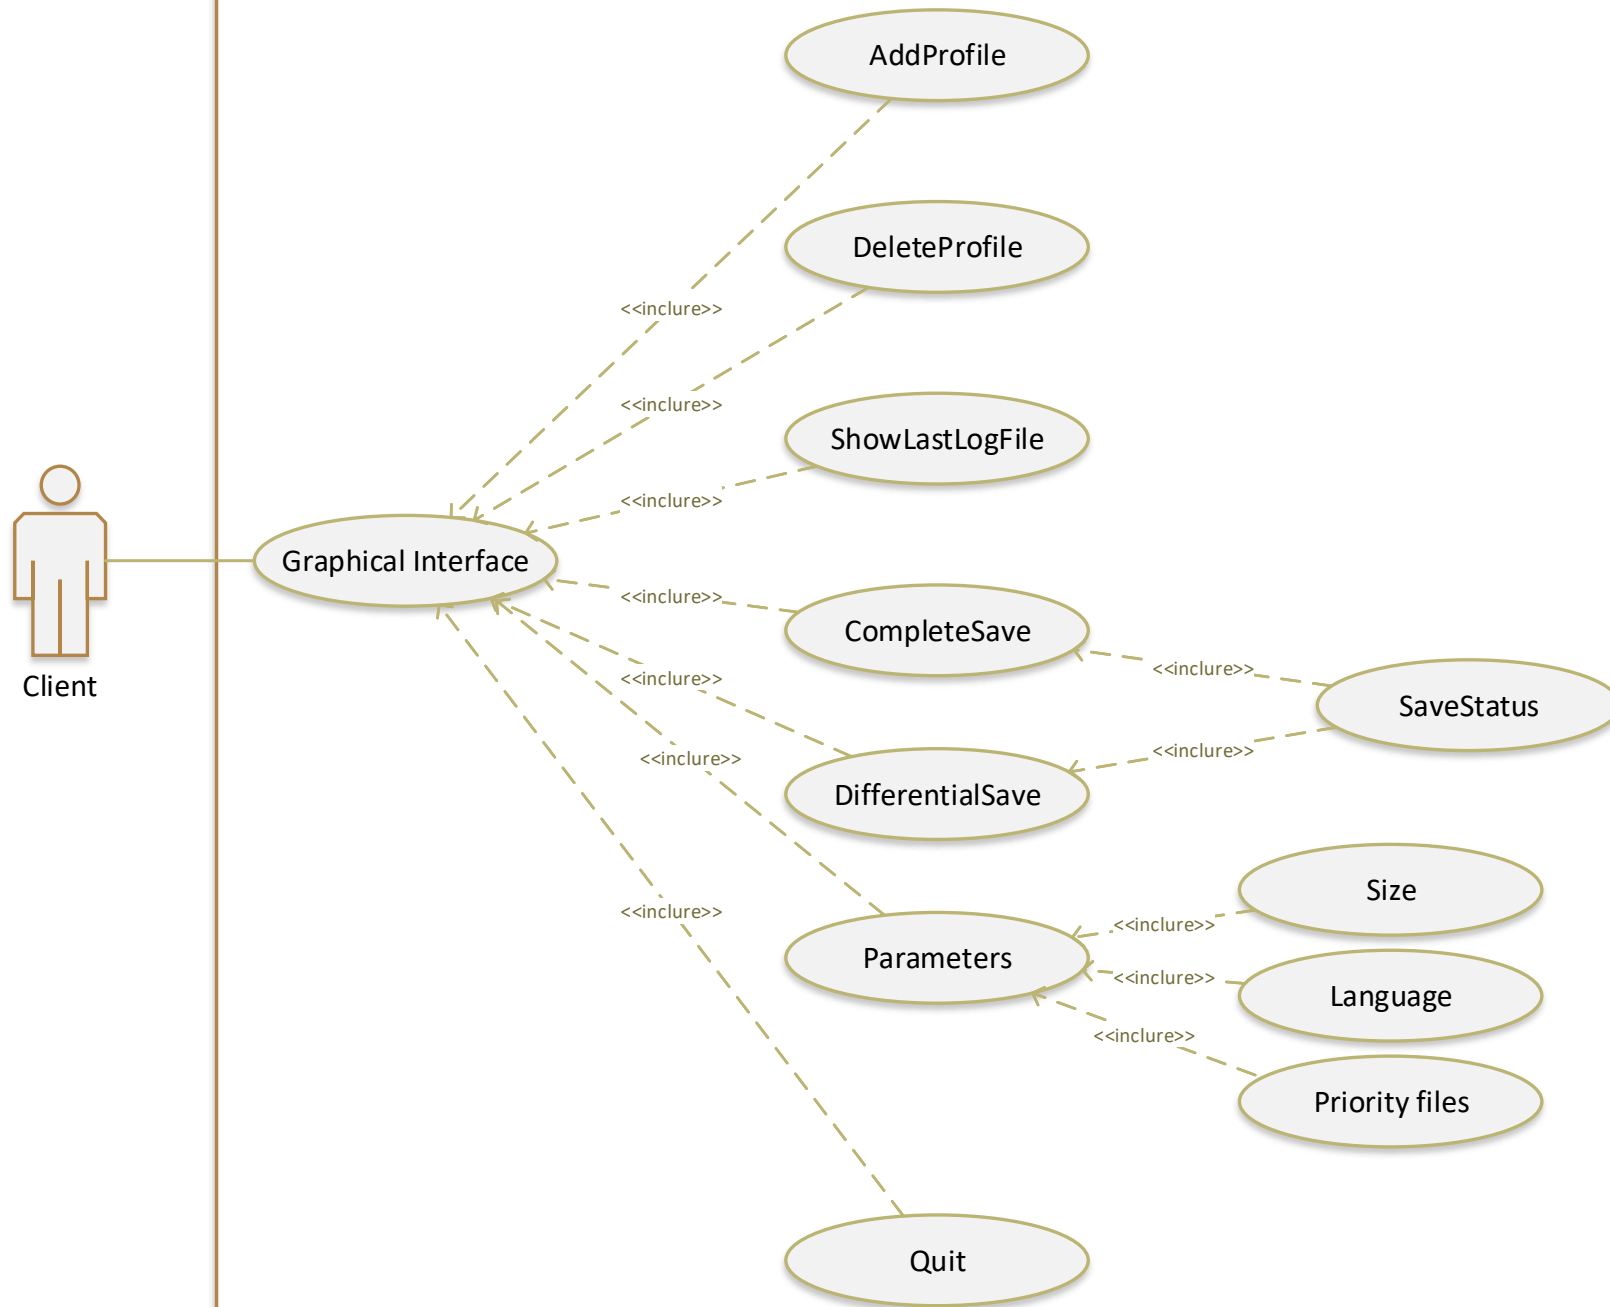 AddProfile
DeleteProfile
<<inclure>>
<<inclure>>
ShowLastLogFile
<<inclure>>
Graphical Interface
<<inclure>>
CompleteSave
<<inclure>>
<<inclure>>
Client
SaveStatus
<<inclure>>
<<inclure>>
DifferentialSave
Size
<<inclure>>
<<inclure>>
Parameters
<<inclure>>
Language
<<inclure>>
Priority files
Quit